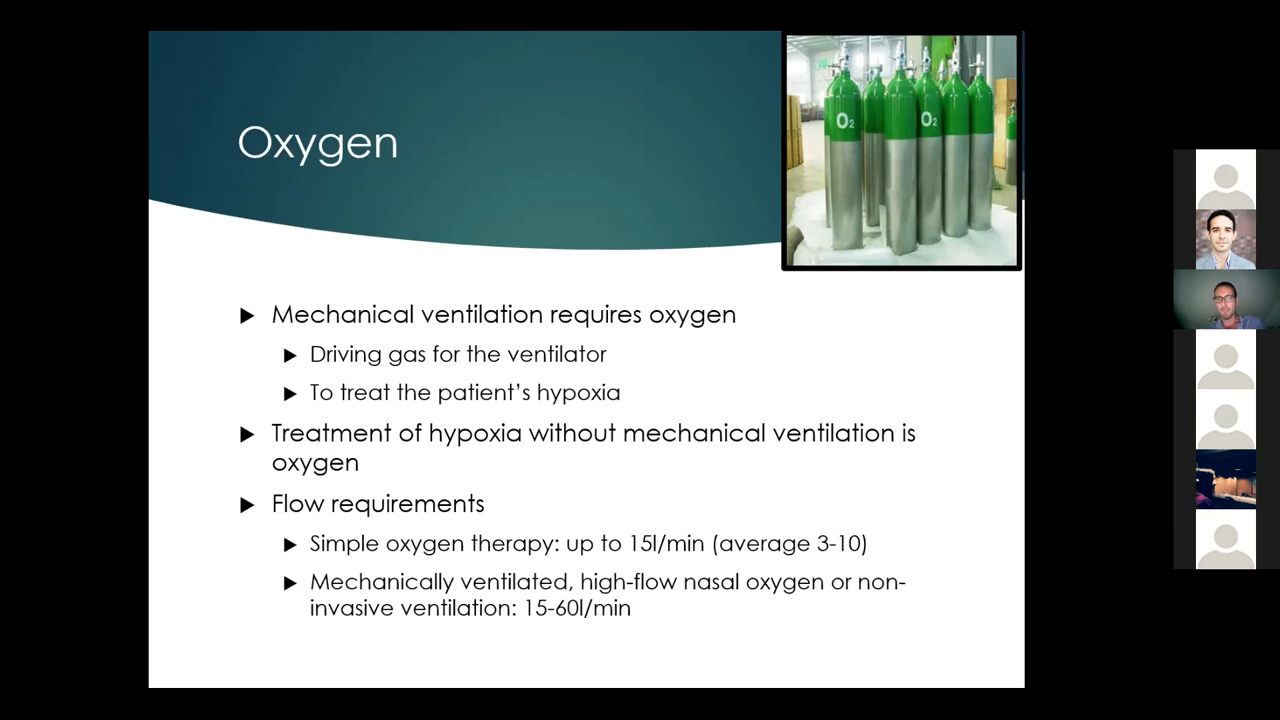 Oxygen
O2
O2
Mechanical ventilation requires oxygen
Driving gas for the ventilator
To treat the patient’s hypoxia
Treatment of hypoxia without mechanical ventilation is
oxygen
Flow requirements
Simple oxygen therapy: up to 15l/min (average 3-10)
Mechanically ventilated, high-flow nasal oxygen or non-
invasive ventilation: 15-60l/min